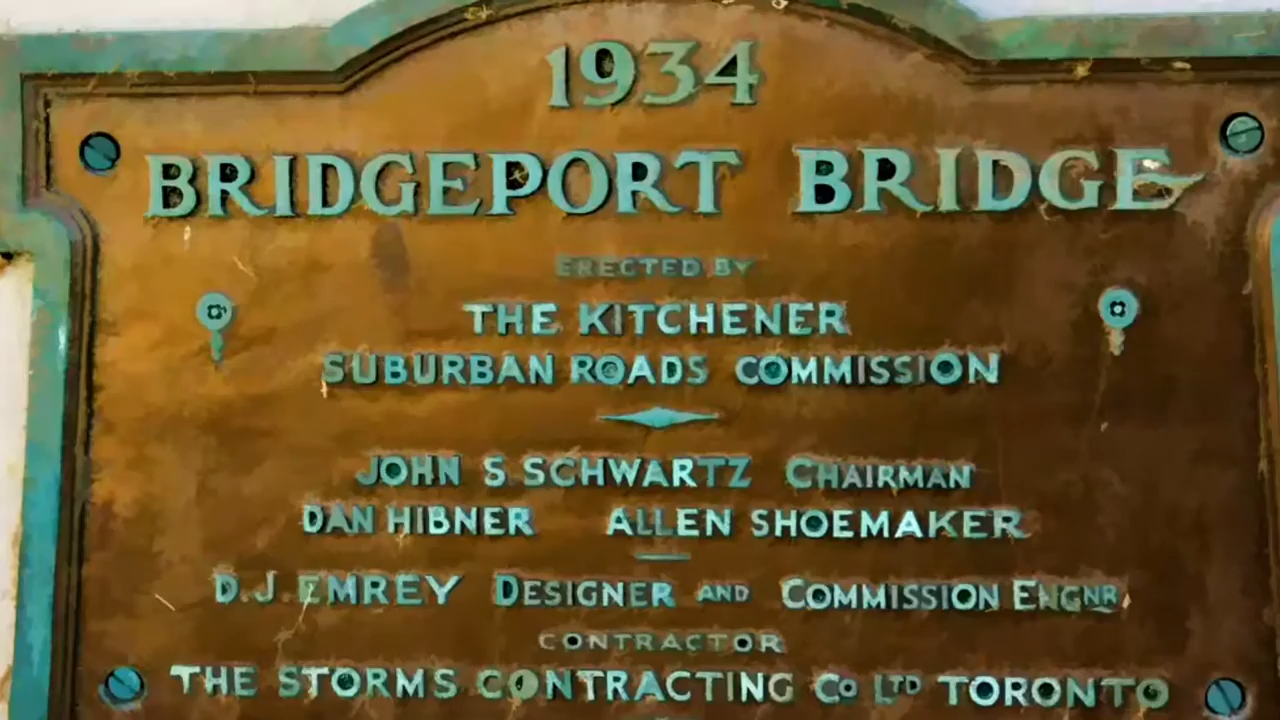 1934
BRIDGEPORT BRIDGE
ERECTED BY
THE KITCHENER
SUBURBAN ROADS COMMISSION
JOHN S SCHWARTZ CHAIRMAN
DAN HIBNER ALLEN SHOEMAKER
D.J. EMREY DESIGNER AND COMMISSION ENGNR
CONTRACTOR
THE STORMS CONTRACTING CO LTD TORONTO